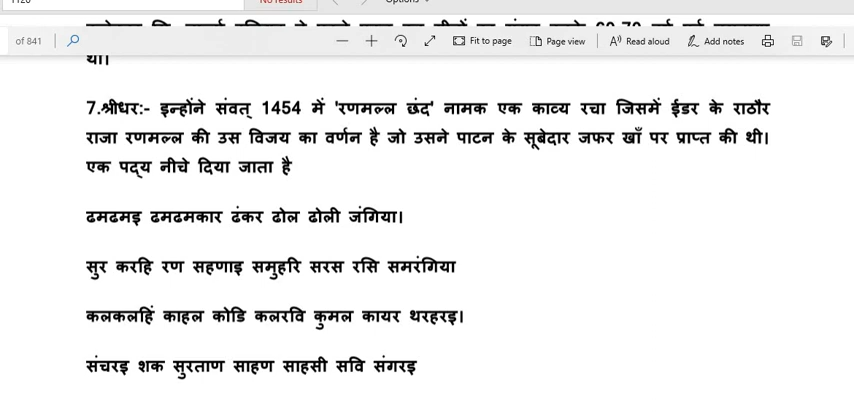 No results
of 841
Fit to page
Page view
Read aloud
Add notes
था।
7.श्रीधर:- इन्होंने संवत् 1454 में 'रणमल्ल छंद' नामक एक काव्य रचा जिसमें ईडर के राठौर
राजा रणमल्ल की उस विजय का वर्णन है जो उसने पाटन के सूबेदार जफर खाँ पर प्राप्त की थी।
एक पद्य नीचे दिया जाता है
ढमढमइ ढमढमकार ढंकर ढोल ढोली जंगिया।
सुर करहि रण सहणाइ समुहरि सरस रसि समरंगिया
कलकलहिं काहल कोडि कलरवि कुमल कायर थरहरइ।
संचरइ शक सुरताण साहण साहसी सवि संगरइ